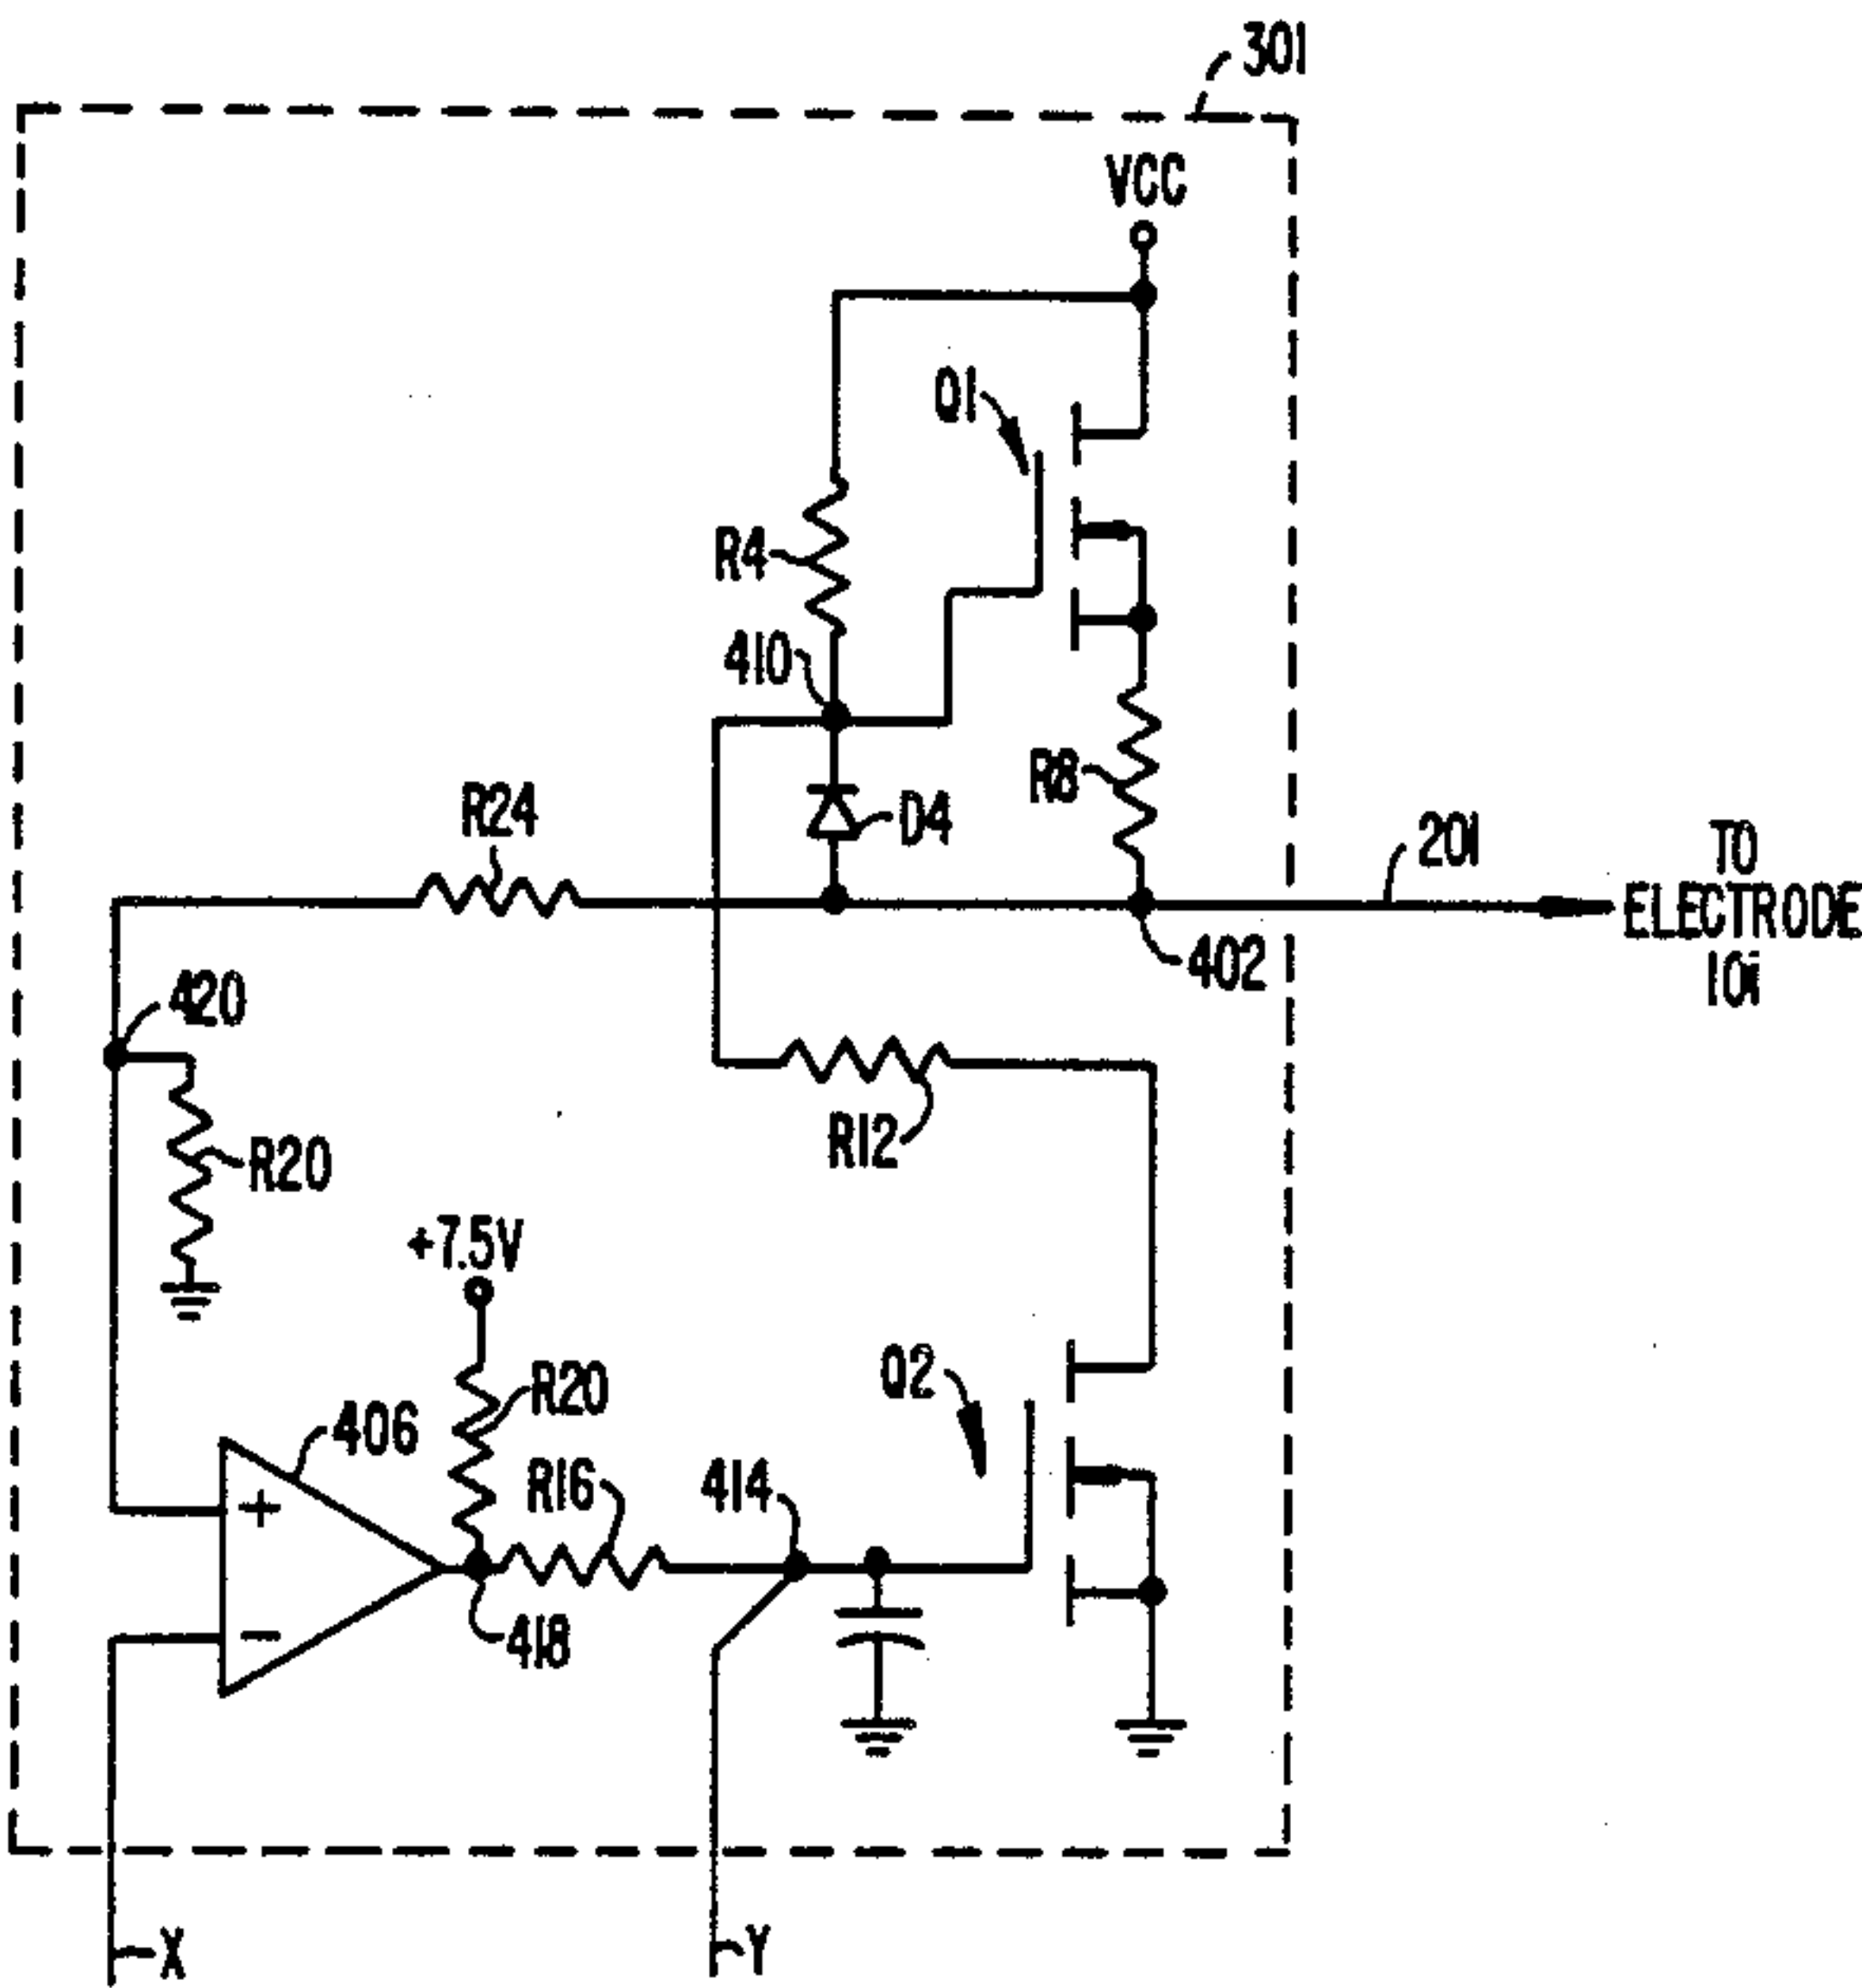 301
VCC
Q1
R4
410
R8
R24
D4
201
TO
ELECTRODE
10i
402
420
R12
R20
+7.5V
Q2
R20
406
R16
414
+
-
418
X
Y